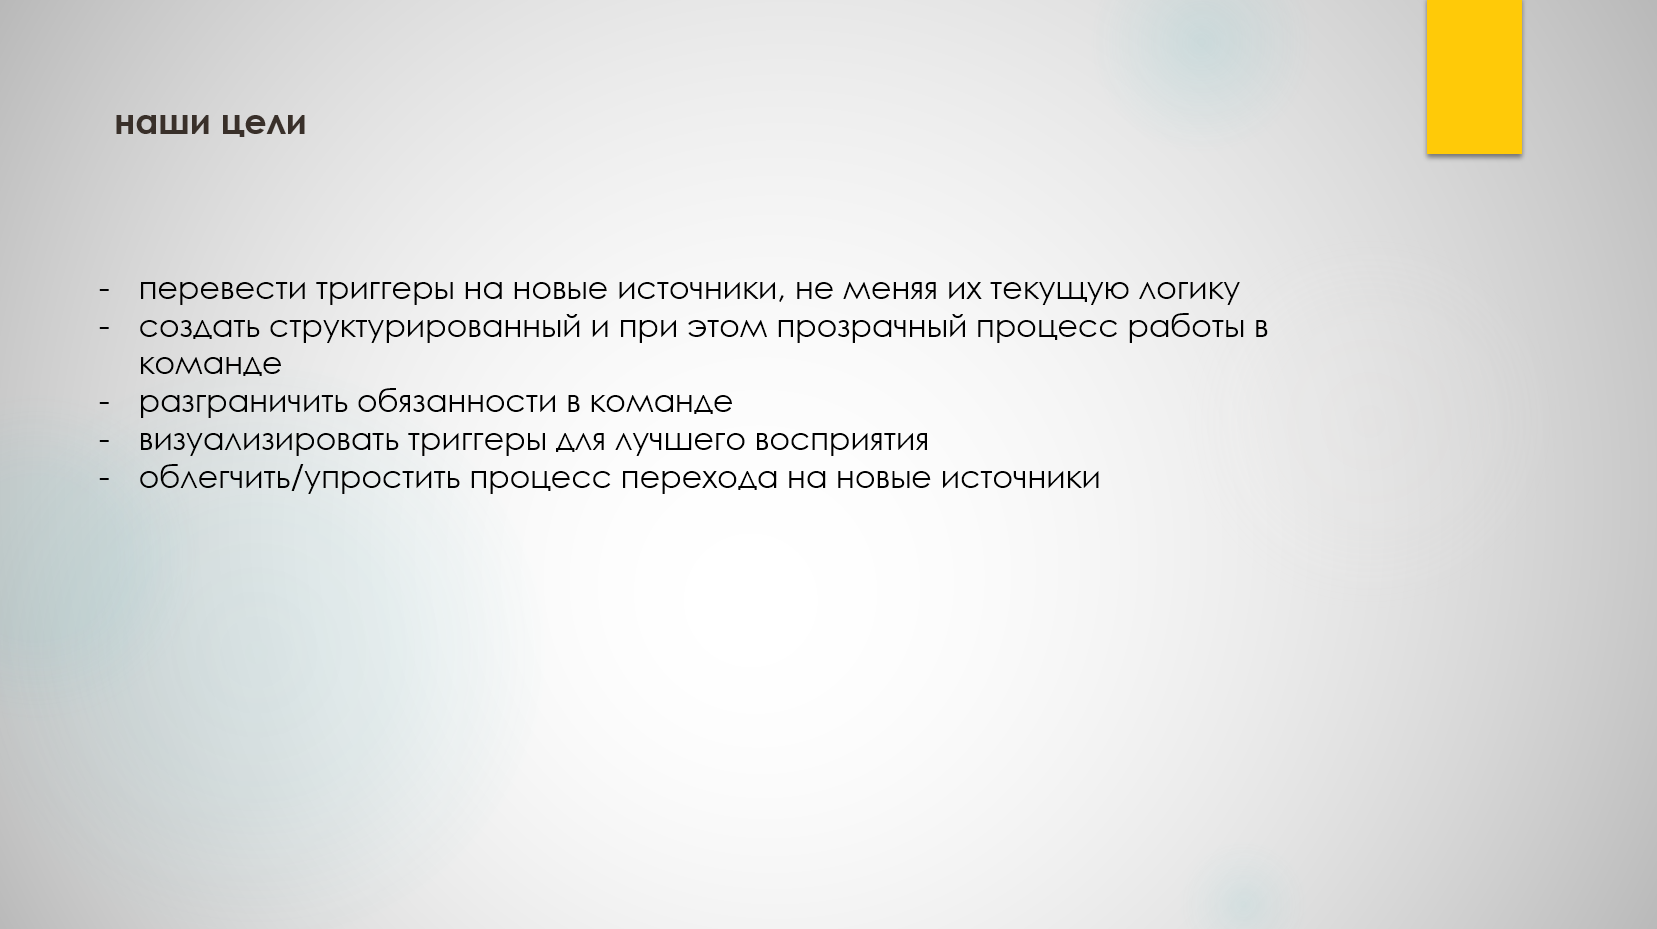 наши цели
- перевести триггеры на новые источники, не меняя их текущую логику
- создать структурированный и при этом прозрачный процесс работы в
команде
- разграничить обязанности в команде
- визуализировать триггеры для лучшего восприятия
- облегчить/упростить процесс перехода на новые источники